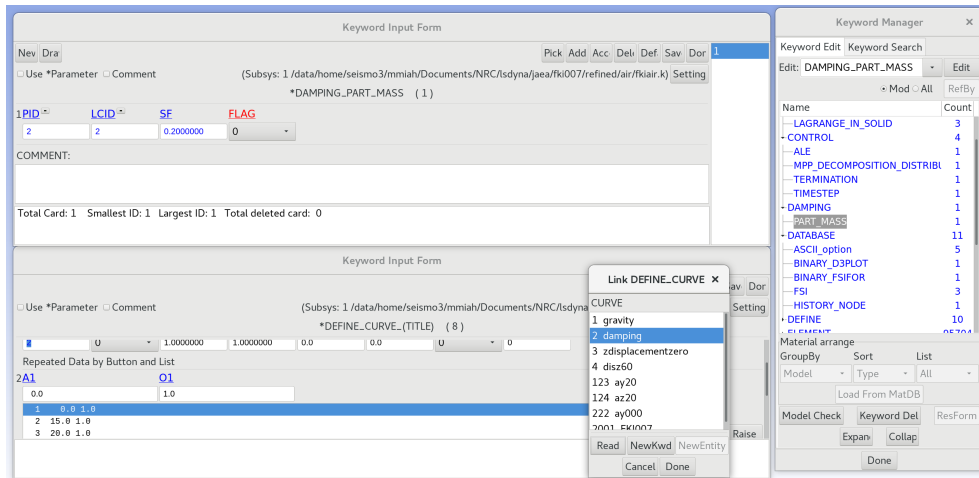 Keyword Input Form
Nev Dra Pick Add Acc Dele Def. Sav Dor 1
Use *Parameter Comment (Subsys: 1 /data/home/seismo3/mmiah/Documents/NRC/lsdyna/jaea/fki007/refined/air/fkiair.k) Setting
*DAMPING_PART_MASS ( 1 )
1 PID LCID SF FLAG
2 2 0.2000000 0
COMMENT:
Total Card: 1 Smallest ID: 1 Largest ID: 1 Total deleted card: 0
Keyword Input Form
av Dor
Use *Parameter Comment (Subsys: 1 /data/home/seismo3/mmiah/Documents/NRC/lsdyna Setting
*DEFINE_CURVE_(TITLE) ( 8 )
2 0 1.0000000 1.0000000 0.0 0.0 0 0
Repeated Data by Button and List
2 A1 O1
0.0 1.0
1 0.0 1.0
2 15.0 1.0
3 20.0 1.0
Raise
Link DEFINE_CURVE ×
CURVE
1 gravity
2 damping
3 zdisplacementzero
4 disz60
123 ay20
124 az20
222 ay000
2001 FKI007
Read NewKwd NewEntity
Cancel Done
Keyword Manager ×
Keyword Edit Keyword Search
Edit: DAMPING_PART_MASS Edit
Mod All RefBy
Name Count
LAGRANGE_IN_SOLID 3
CONTROL 4
ALE 1
MPP_DECOMPOSITION_DISTRIBU 1
TERMINATION 1
TIMESTEP 1
DAMPING 1
PART_MASS 1
DATABASE 11
ASCII_option 5
BINARY_D3PLOT 1
BINARY_FSIFOR 1
FSI 3
HISTORY_NODE 1
DEFINE 10
ELEMENT 95704
Material arrange
GroupBy Sort List
Model Type All
Load From MatDB
Model Check Keyword Del ResForm
Expan Collap
Done